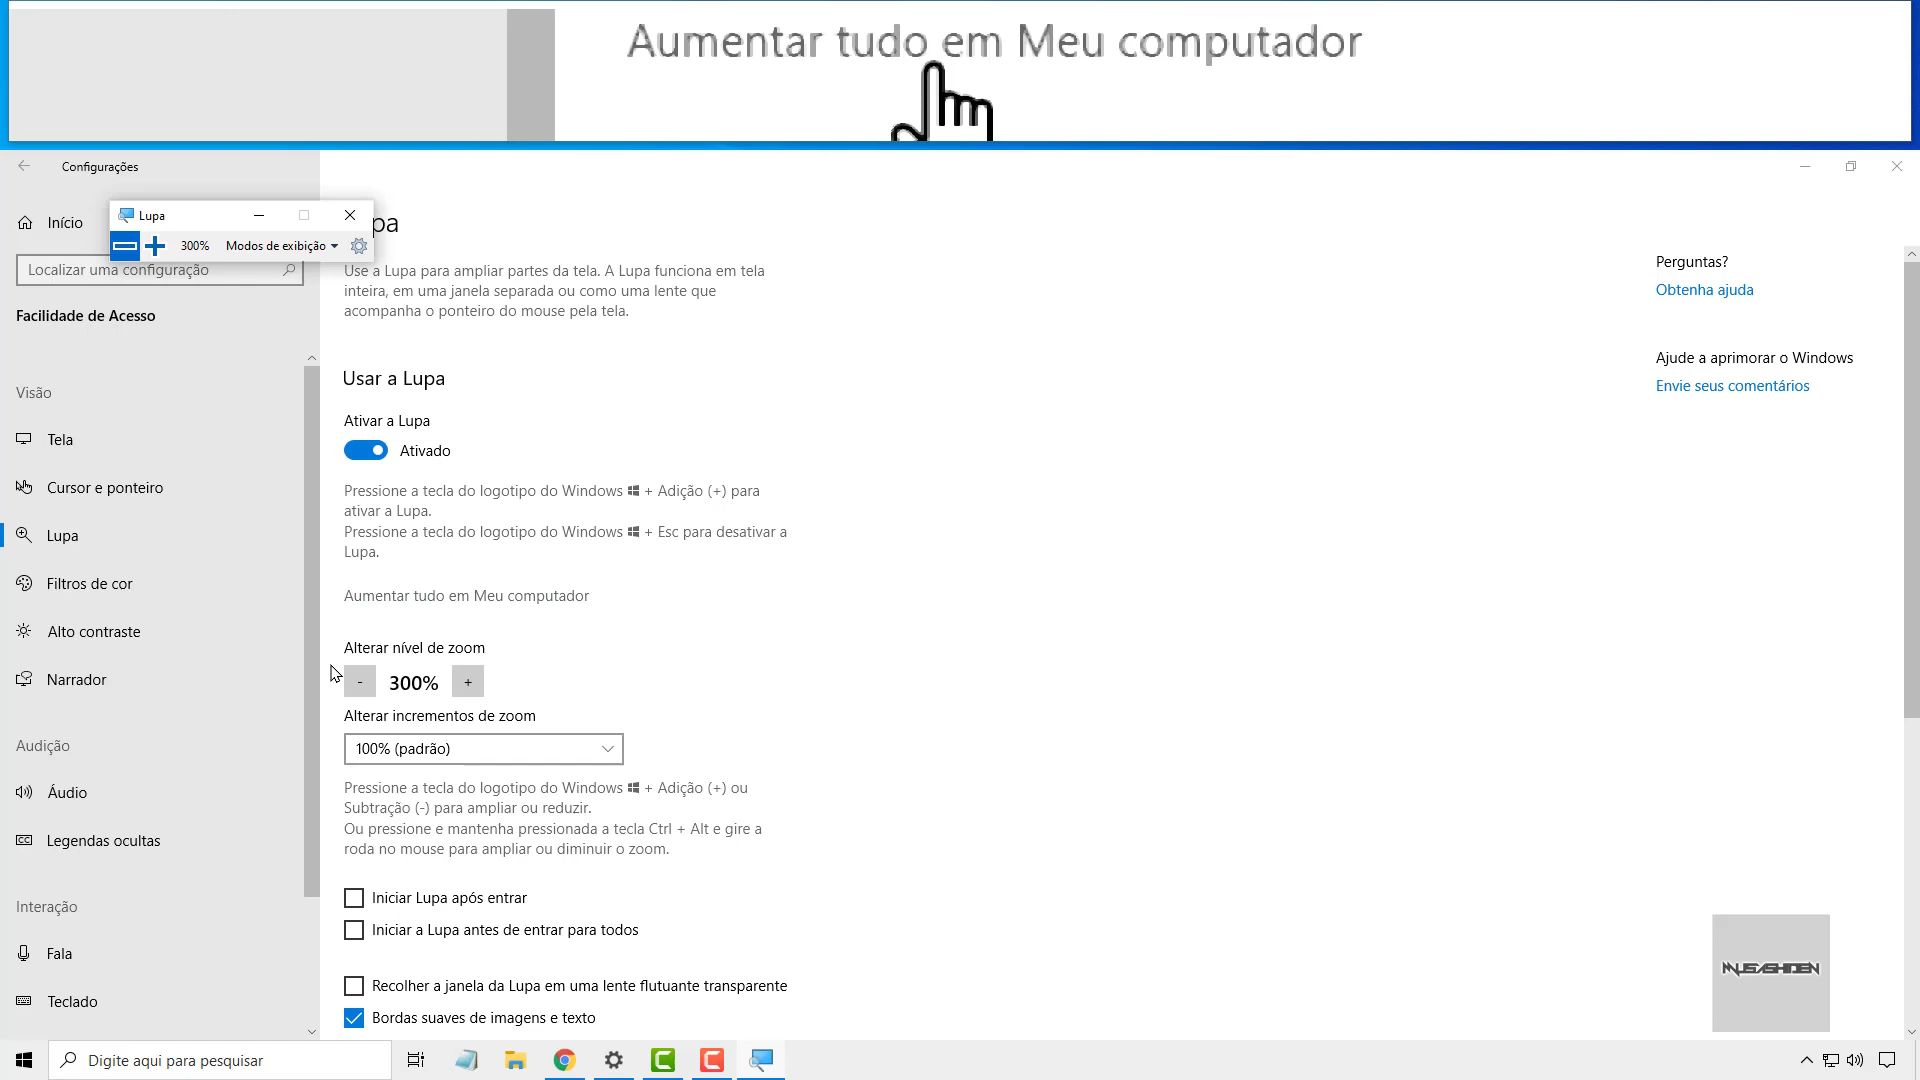 Aumentar tudo em Meu computador
Configurações
Início
Lupa
300% Modos de exibição
pa
Localizar uma configuração
Facilidade de Acesso
Visão
Tela
Cursor e ponteiro
Lupa
Filtros de cor
Alto contraste
Narrador
Audição
Áudio
Legendas ocultas
Interação
Fala
Teclado
Use a Lupa para ampliar partes da tela. A Lupa funciona em tela
inteira, em uma janela separada ou como uma lente que
acompanha o ponteiro do mouse pela tela.
Usar a Lupa
Ativar a Lupa
Ativado
Pressione a tecla do logotipo do Windows + Adição (+) para
ativar a Lupa.
Pressione a tecla do logotipo do Windows + Esc para desativar a
Lupa.
Aumentar tudo em Meu computador
Alterar nível de zoom
- 300% +
Alterar incrementos de zoom
100% (padrão)
Pressione a tecla do logotipo do Windows + Adição (+) ou
Subtração (-) para ampliar ou reduzir.
Ou pressione e mantenha pressionada a tecla Ctrl + Alt e gire a
roda no mouse para ampliar ou diminuir o zoom.
Iniciar Lupa após entrar
Iniciar a Lupa antes de entrar para todos
Recolher a janela da Lupa em uma lente flutuante transparente
Bordas suaves de imagens e texto
Perguntas?
Obtenha ajuda
Ajude a aprimorar o Windows
Envie seus comentários
MUGASHIDEN
Digite aqui para pesquisar